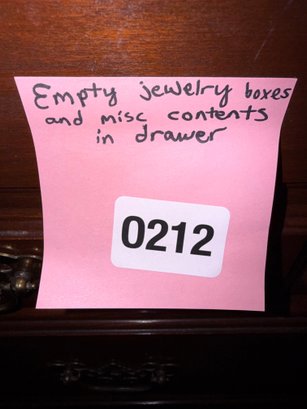 Empty jewelry boxes
and misc contents
in drawer
0212